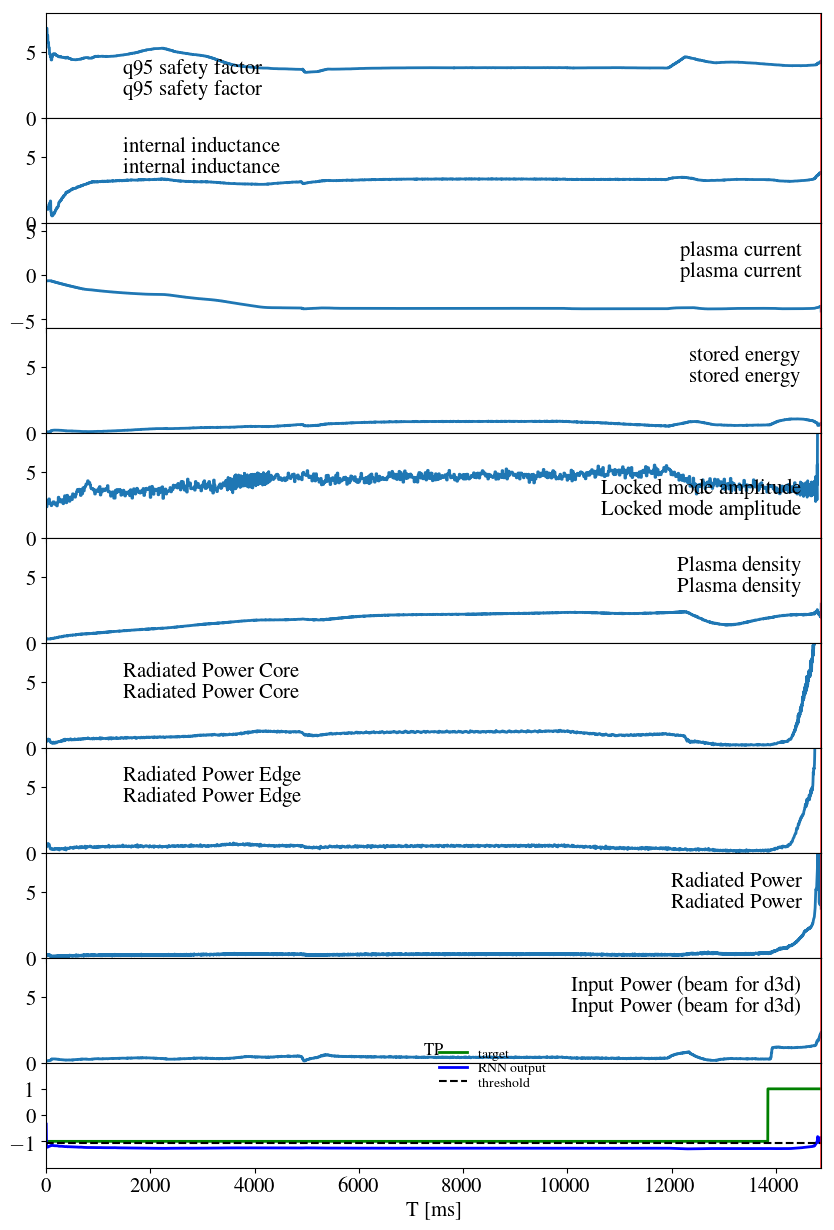 5
q95 safety factor
q95 safety factor
0
internal inductance
5
internal inductance
0
5
plasma current
0
plasma current
−5
stored energy
5
stored energy
0
5
Locked mode amplitude
Locked mode amplitude
0
Plasma density
5
Plasma density
0
Radiated Power Core
5
Radiated Power Core
0
Radiated Power Edge
5
Radiated Power Edge
0
Radiated Power
5
Radiated Power
0
Input Power (beam for d3d)
5
Input Power (beam for d3d)
0
TP
target
RNN output
threshold
1
0
−1
0 2000 4000 6000 8000 10000 12000 14000
T [ms]